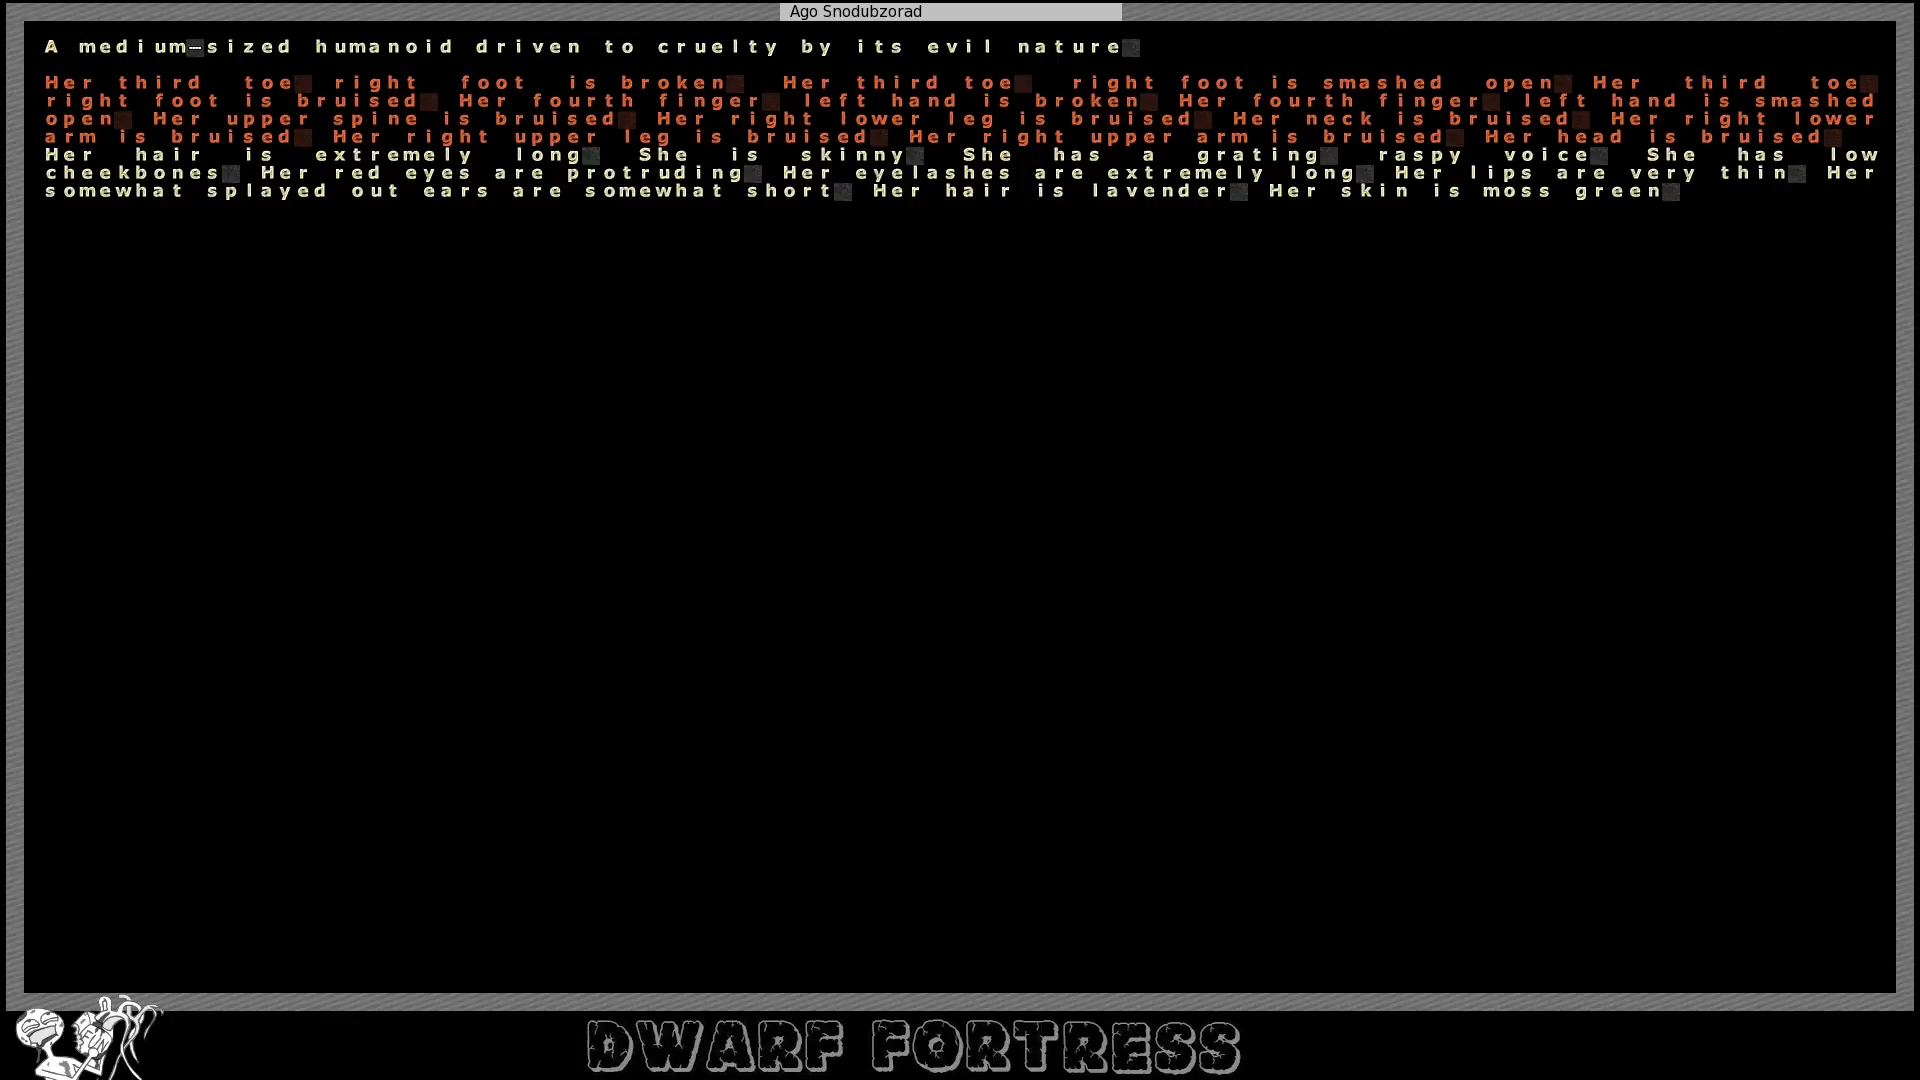 Ago Snodubzorad
A medium-sized humanoid driven to cruelty by its evil nature
Her third toe right foot is broken Her third toe right foot is smashed open Her third toe
right foot is bruised Her fourth finger left hand is broken Her fourth finger left hand is smashed
open Her upper spine is bruised Her right lower leg is bruised Her neck is bruised Her right lower
arm is bruised Her right upper leg is bruised Her right upper arm is bruised Her head is bruised
Her hair is extremely long She is skinny She has a grating raspy voice She has low
cheekbones Her red eyes are protruding Her eyelashes are extremely long Her lips are very thin Her
somewhat splayed out ears are somewhat short Her hair is lavender Her skin is moss green
DWARF FORTRESS